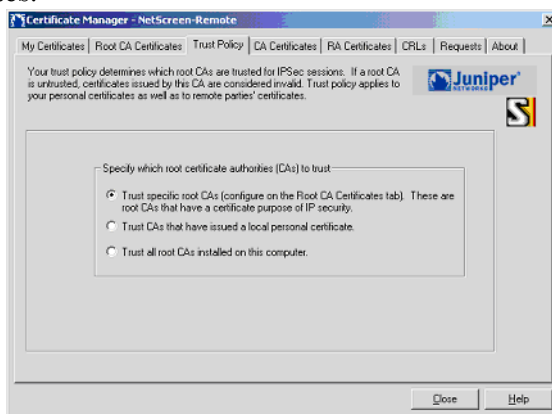 Certificate Manager - NetScreen-Remote
My Certificates Root CA Certificates Trust Policy CA Certificates RA Certificates CRLs Requests About
Your trust policy determines which root CAs are trusted for IPSec sessions. If a root CA
is untrusted, certificates issued by this CA are considered invalid. Trust policy applies to
your personal certificates as well as to remote parties' certificates.
Juniper
NETWORKS
Specify which root certificate authorities (CAs) to trust
Trust specific root CAs (configure on the Root CA Certificates tab). These are
root CAs that have a certificate purpose of IP security.
Trust CAs that have issued a local personal certificate.
Trust all root CAs installed on this computer.
Close Help